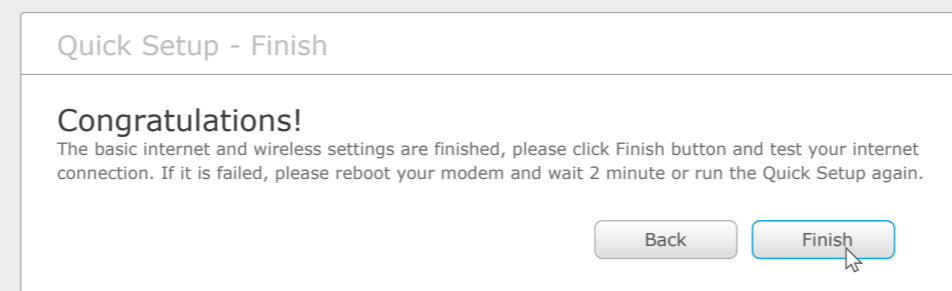 Quick Setup - Finish
Congratulations!
The basic internet and wireless settings are finished, please click Finish button and test your internet
connection. If it is failed, please reboot your modem and wait 2 minute or run the Quick Setup again.
Back Finish